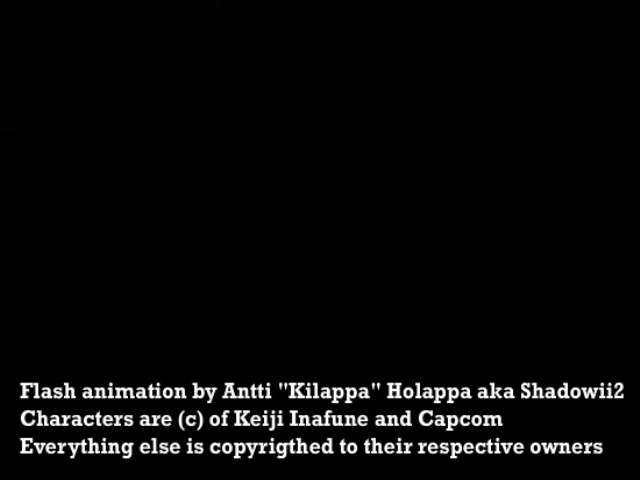 Flash animation by Antti "Kilappa" Holappa aka Shadowii2
Characters are (c) of Keiji Inafune and Capcom
Everything else is copyrigthed to their respective owners